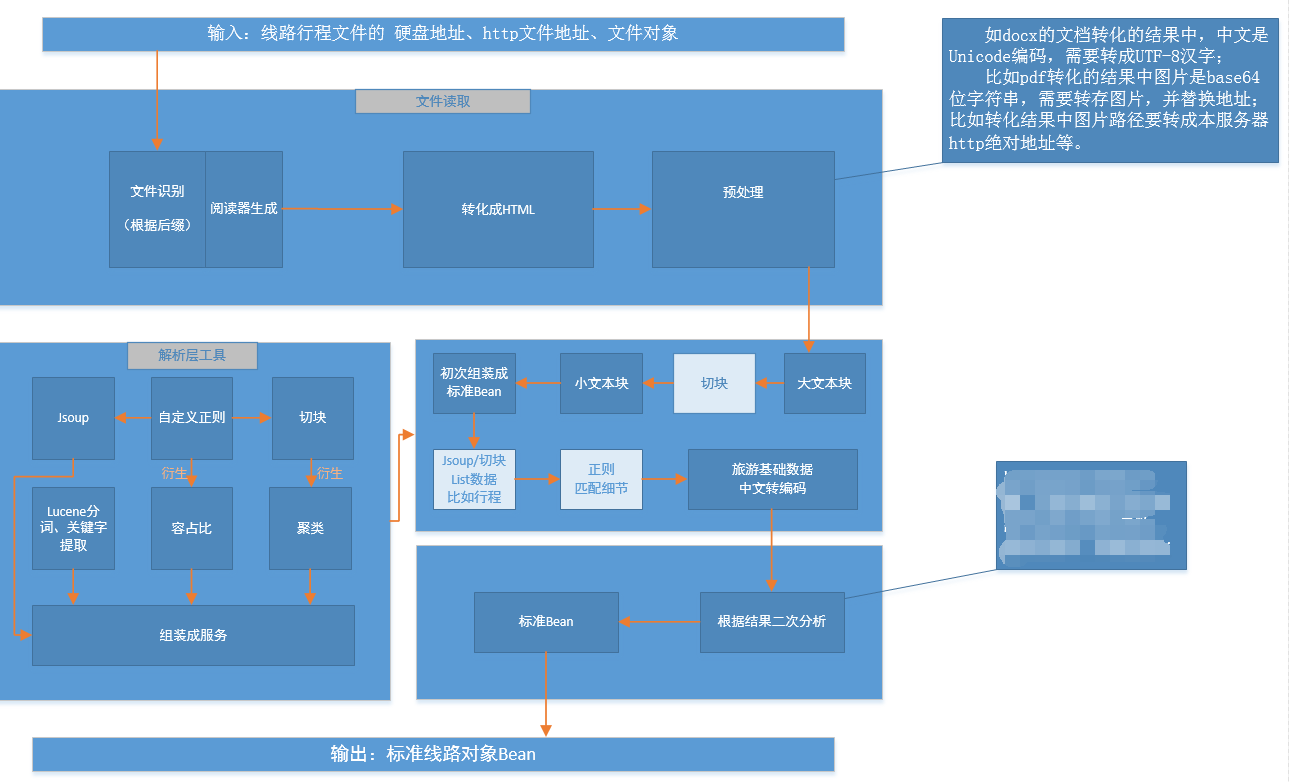 输入：线路行程文件的 硬盘地址、http文件地址、文件对象
如docx的文档转化的结果中，中文是
Unicode编码，需要转成UTF-8汉字；
比如pdf转化的结果中图片是base64
位字符串，需要转存图片，并替换地址；
比如转化结果中图片路径要转成本服务器
http绝对地址等。
文件读取
文件识别
（根据后缀）
阅读器生成
转化成HTML
预处理
解析层工具
Jsoup
自定义正则
切块
衍生
衍生
Lucene分
词、关键字
提取
容占比
聚类
组装成服务
初次组装成
标准Bean
小文本块
切块
大文本块
Jsoup/切块
List数据
比如行程
正则
匹配细节
旅游基础数据
中文转编码
标准Bean
根据结果二次分析
输出：标准线路对象Bean